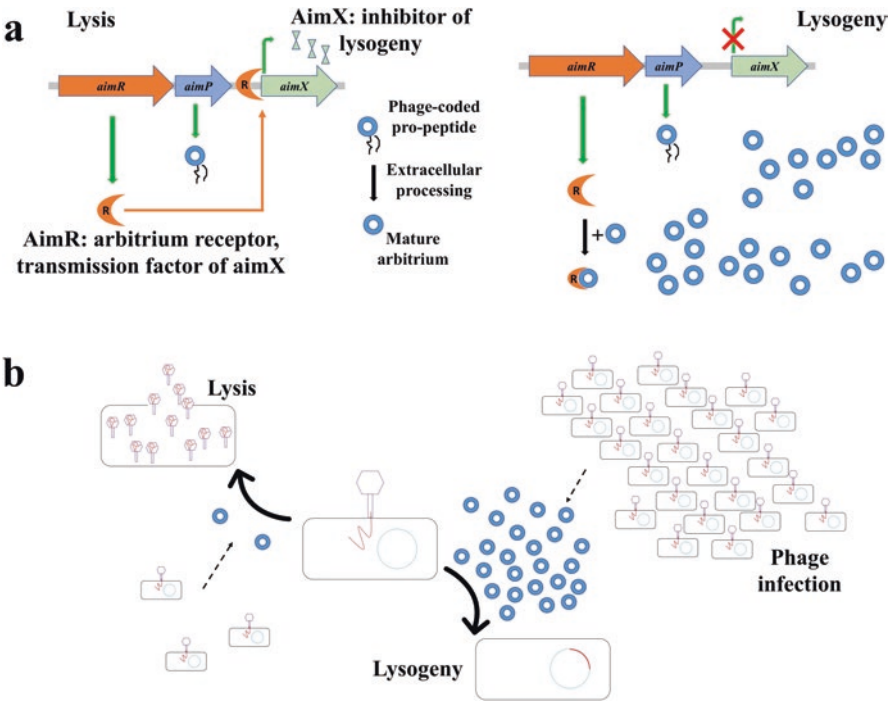 a
Lysis
AimX: inhibitor of
lysogeny
aimR
aimP
R
aimX
R
AimR: arbitrium receptor,
transmission factor of aimX
Phage-coded
pro-peptide
Extracellular
processing
Mature
arbitrium
Lysogeny
aimR
aimP
aimX
R
+
R
b
Lysis
Lysogeny
Phage
infection